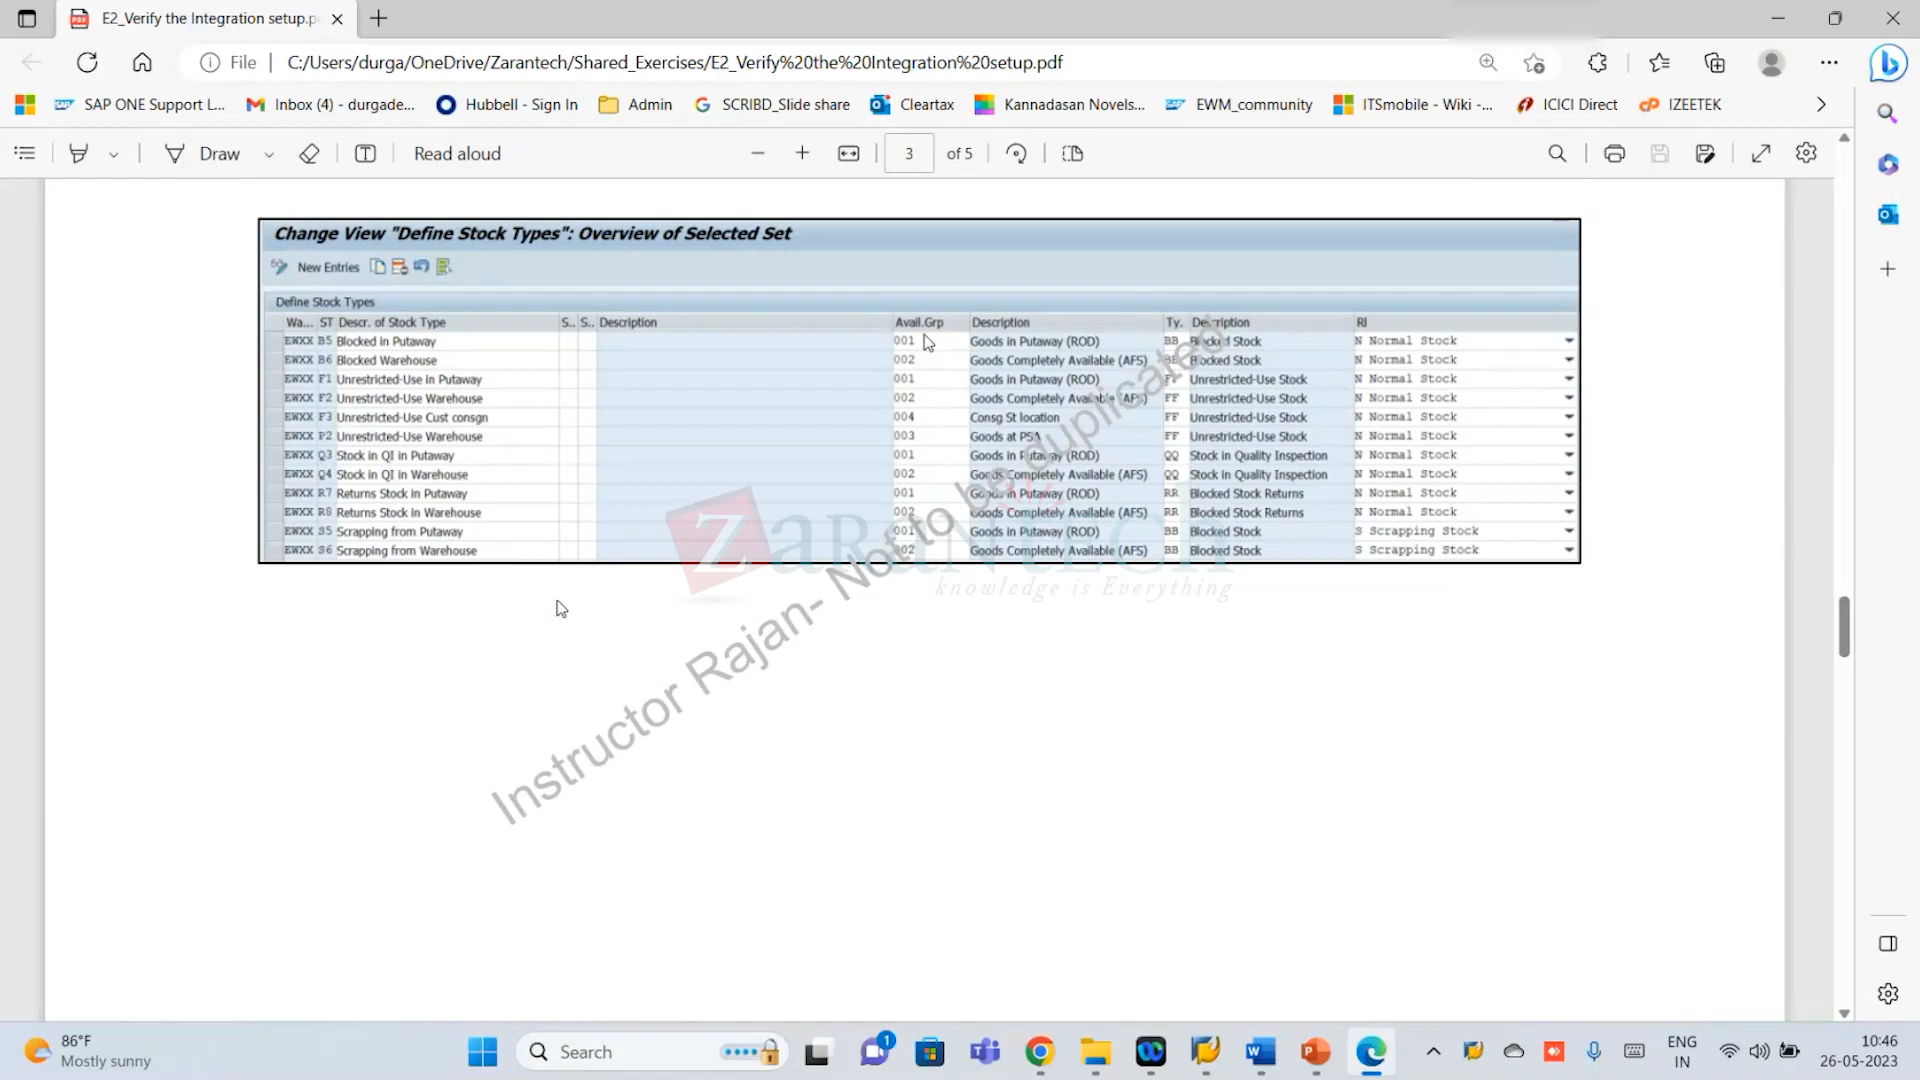 E2_Verify the Integration setup.p
File
C:/Users/durga/OneDrive/Zarantech/Shared_Exercises/E2_Verify%20the%20Integration%20setup.pdf
SAP ONE Support L...
Inbox (4) - durgade...
Hubbell - Sign In
Admin
SCRIBD_Slide share
Cleartax
Kannadasan Novels...
EWM_community
ITSmobile - Wiki -...
ICICI Direct
IZEETEK
Draw
Read aloud
3 of 5
Change View "Define Stock Types": Overview of Selected Set
New Entries
Define Stock Types
Wa... ST Descr. of Stock Type S.. S.. Description Avail.Grp Description Ty. Description RI
EWXX B5 Blocked in Putaway 001 Goods in Putaway (ROD) BB Blocked Stock N Normal Stock
EWXX B6 Blocked Warehouse 002 Goods Completely Available (AFS) BB Blocked Stock N Normal Stock
EWXX F1 Unrestricted-Use in Putaway 001 Goods in Putaway (ROD) FF Unrestricted-Use Stock N Normal Stock
EWXX F2 Unrestricted-Use Warehouse 002 Goods Completely Available (AFS) FF Unrestricted-Use Stock N Normal Stock
EWXX F3 Unrestricted-Use Cust consgn 004 Consg St location FF Unrestricted-Use Stock N Normal Stock
EWXX P2 Unrestricted-Use Warehouse 003 Goods at PSA FF Unrestricted-Use Stock N Normal Stock
EWXX Q3 Stock in QI in Putaway 001 Goods in Putaway (ROD) QQ Stock in Quality Inspection N Normal Stock
EWXX Q4 Stock in QI in Warehouse 002 Goods Completely Available (AFS) QQ Stock in Quality Inspection N Normal Stock
EWXX R7 Returns Stock in Putaway 001 Goods in Putaway (ROD) RR Blocked Stock Returns N Normal Stock
EWXX R8 Returns Stock in Warehouse 002 Goods Completely Available (AFS) RR Blocked Stock Returns N Normal Stock
EWXX S5 Scrapping from Putaway 001 Goods in Putaway (ROD) BB Blocked Stock S Scrapping Stock
EWXX S6 Scrapping from Warehouse 002 Goods Completely Available (AFS) BB Blocked Stock S Scrapping Stock
ZaranTech
knowledge is Everything
Instructor Rajan- Not to be duplicated
86°F
Mostly sunny
Search
1
ENG
IN
10:46
26-05-2023